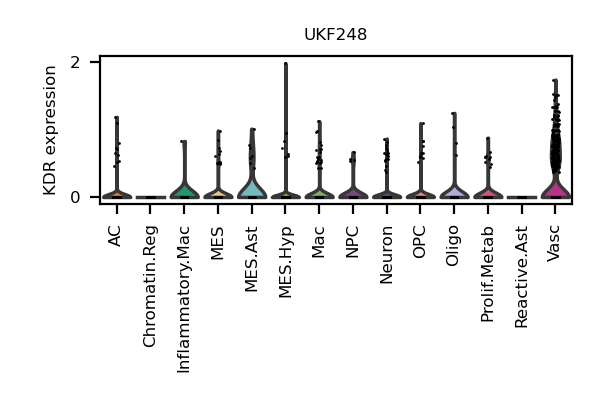 UKF248
KDR expression
2
0
AC
Chromatin.Reg
Inflammatory.Mac
MES
MES.Ast
MES.Hyp
Mac
NPC
Neuron
OPC
Oligo
Prolif.Metab
Reactive.Ast
Vasc